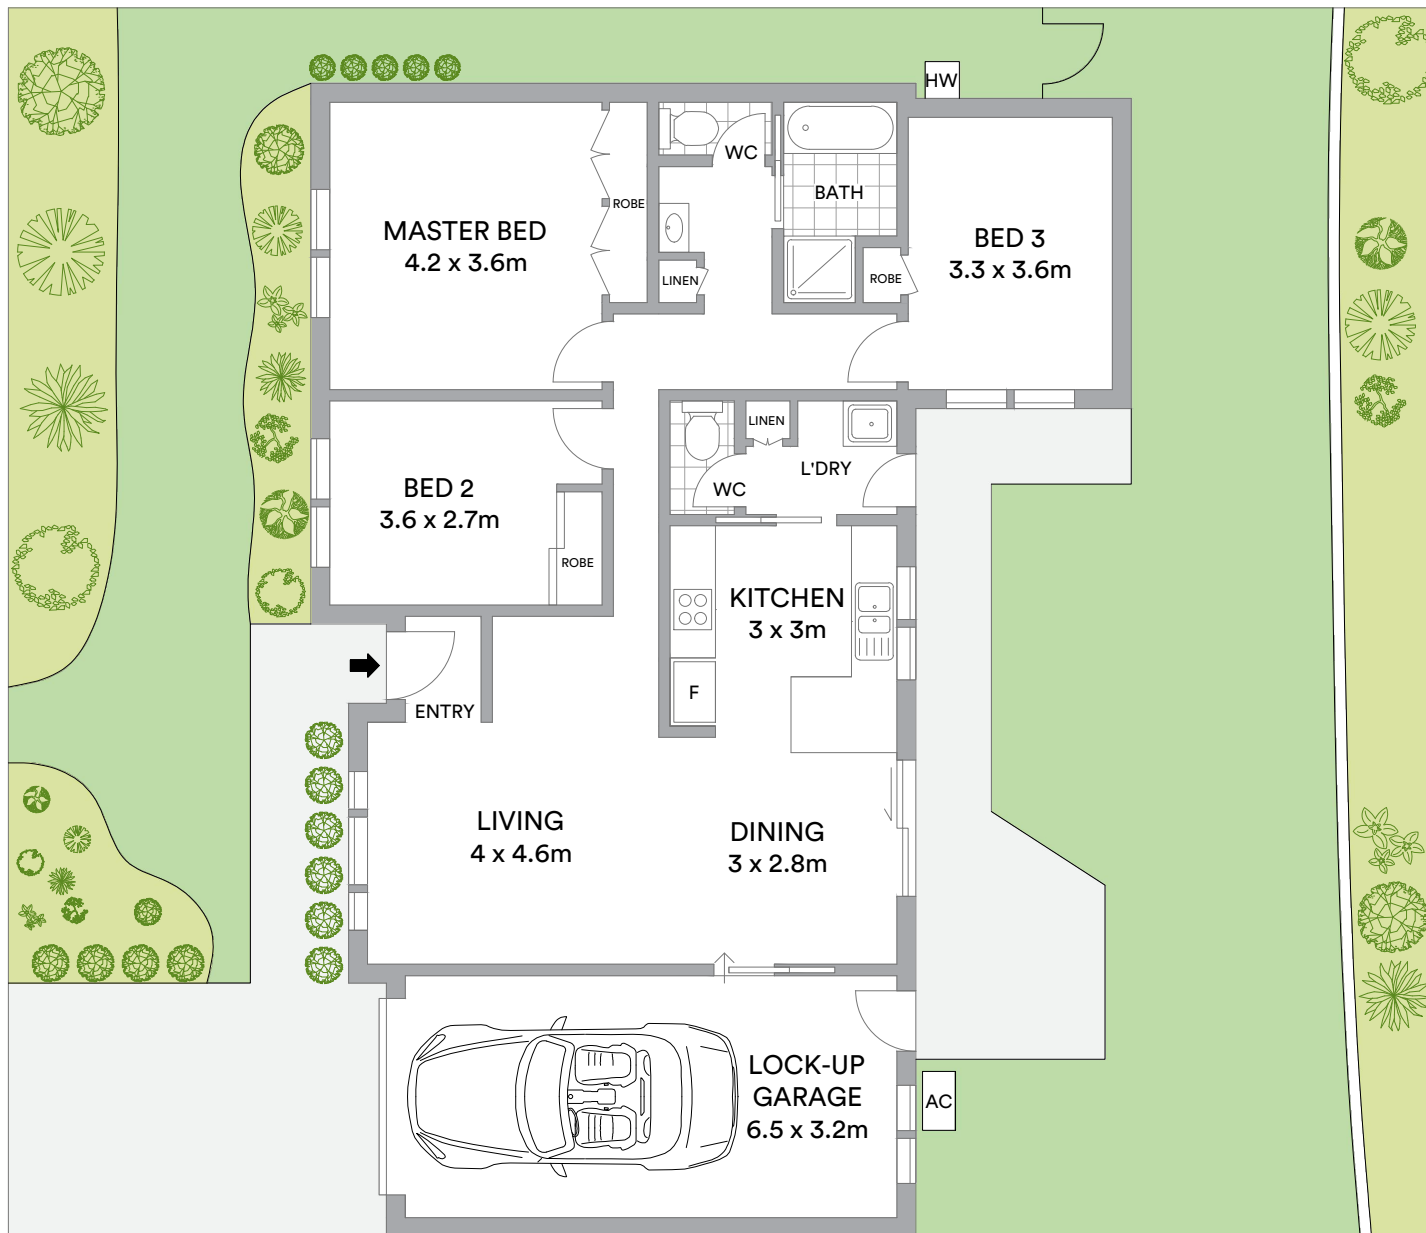 HW
WC
BATH
ROBE
MASTER BED
4.2 x 3.6m
BED 3
3.3 x 3.6m
LINEN
ROBE
LINEN
L'DRY
WC
BED 2
3.6 x 2.7m
ROBE
KITCHEN
3 x 3m
F
ENTRY
LIVING
4 x 4.6m
DINING
3 x 2.8m
LOCK-UP
GARAGE
6.5 x 3.2m
AC